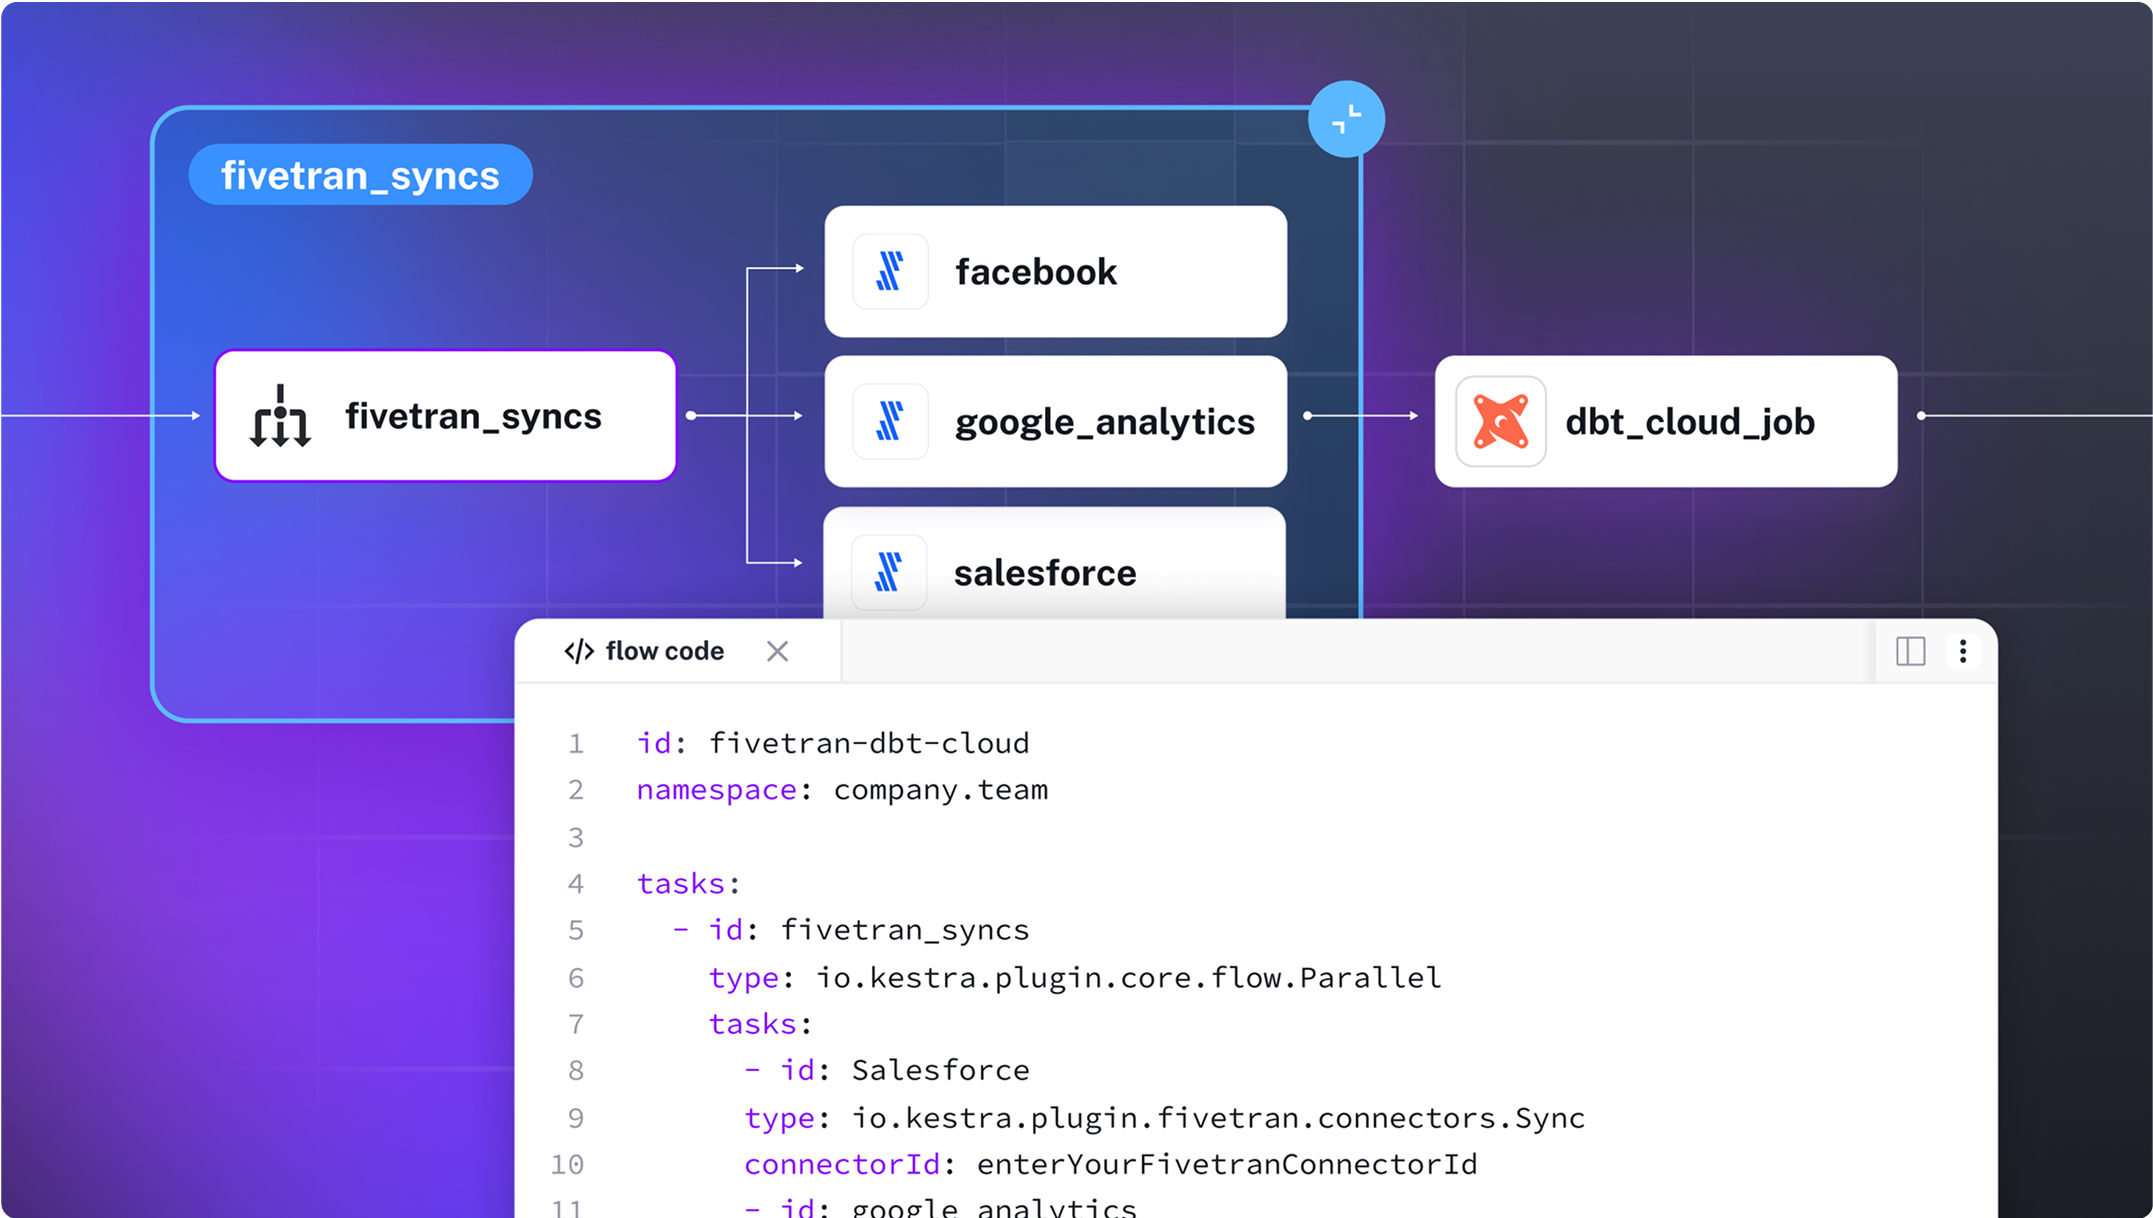 fivetran_syncs
facebook
fivetran_syncs
google_analytics
dbt_cloud_job
salesforce
</> flow code
1 id: fivetran-dbt-cloud
2 namespace: company.team
3
4 tasks:
5 - id: fivetran_syncs
6 type: io.kestra.plugin.core.flow.Parallel
7 tasks:
8 - id: Salesforce
9 type: io.kestra.plugin.fivetran.connectors.Sync
10 connectorId: enterYourFivetranConnectorId
11 - id: google_analytics